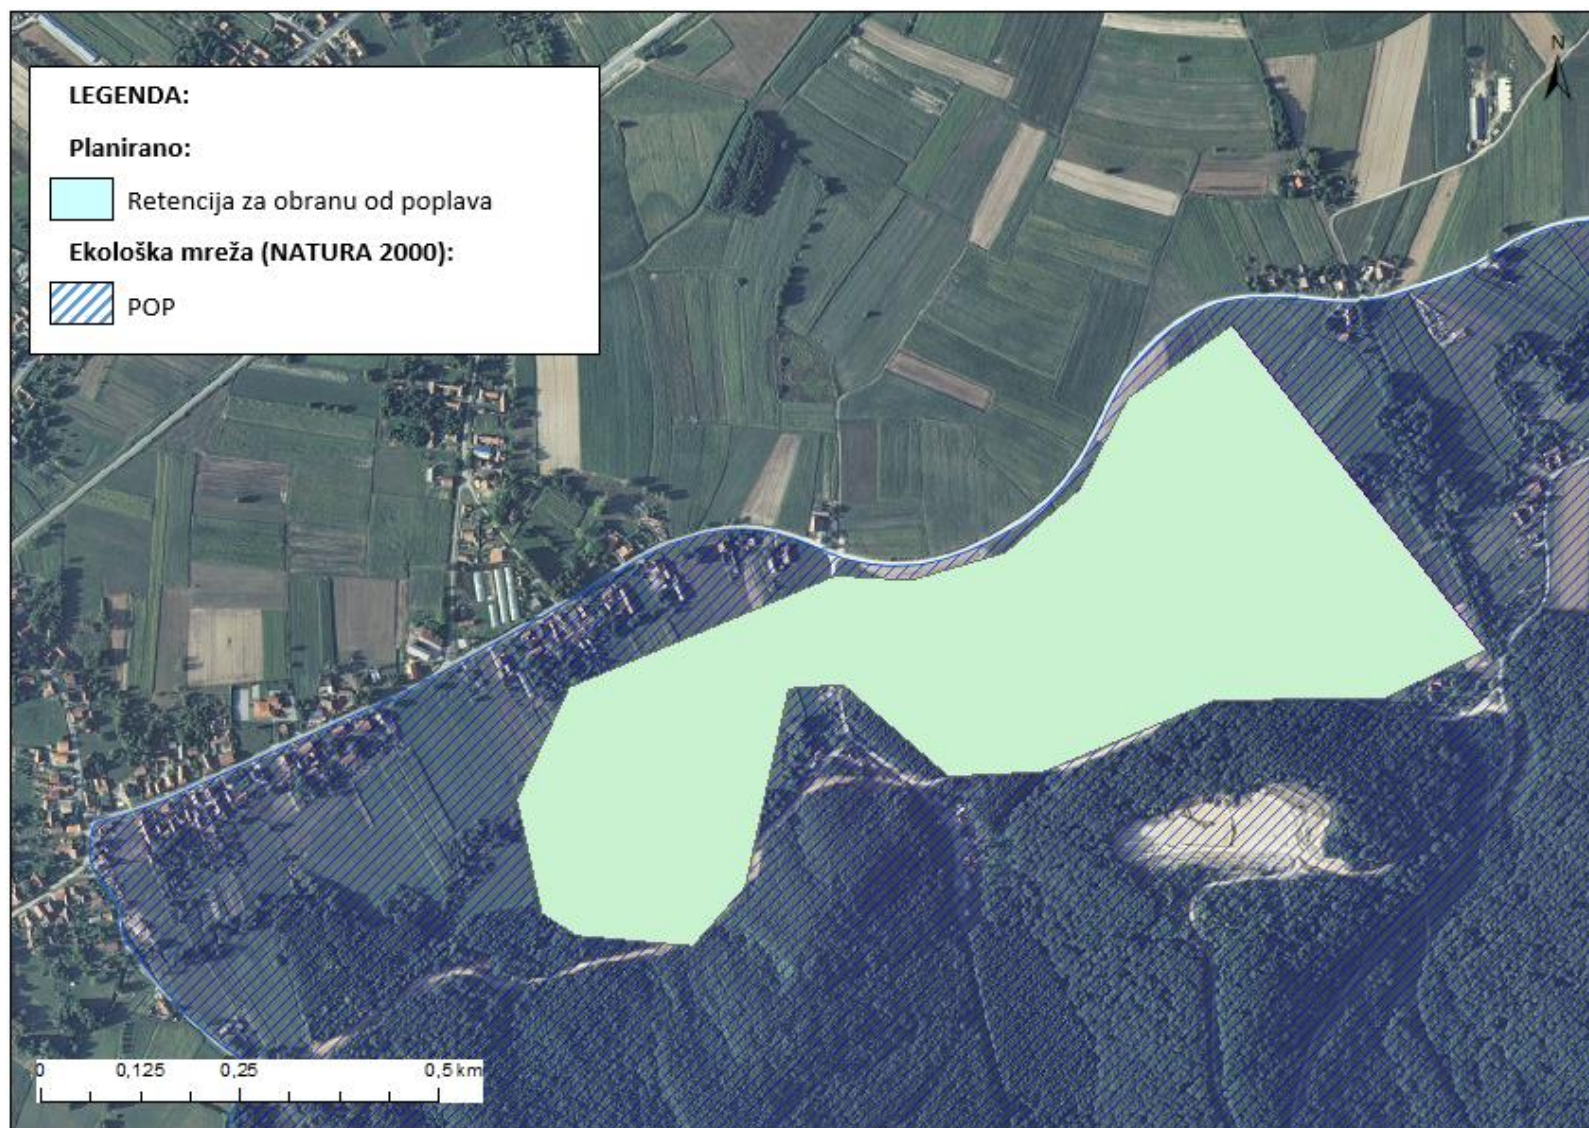 LEGENDA:
Planirano:
Retencija za obranu od poplava
Ekološka mreža (NATURA 2000):
POP
N
0 0,125 0,25 0,5 km